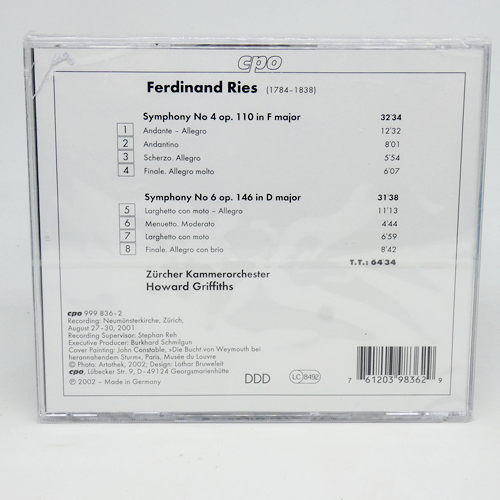 cpo
Ferdinand Ries (1784–1838)
Symphony No 4 op. 110 in F major 32'34
1 Andante – Allegro 12'32
2 Andantino 8'01
3 Scherzo. Allegro 5'54
4 Finale. Allegro molto 6'07
Symphony No 6 op. 146 in D major 31'38
5 Larghetto con moto – Allegro 11'13
6 Menuetto. Moderato 4'44
7 Larghetto con moto 6'59
8 Finale. Allegro con brio 8'42
T.T.: 64'34
Zürcher Kammerorchester
Howard Griffiths
cpo 999 836–2
Recording: Neumünsterkirche, Zürich,
August 27–30, 2001
Recording Supervisor: Stephan Reh
Executive Producer: Burkhard Schmilgun
Cover Painting: John Constable, »Die Bucht von Weymouth bei
herannahendem Sturm«, Paris, Musée du Louvre
© Photo: Artothek, 2002; Design: Lothar Bruweleit
cpo, Lübecker Str. 9, D–49124 Georgsmarienhütte
℗ 2002 – Made in Germany
DDD
LC 8492
7 61203 98362 9